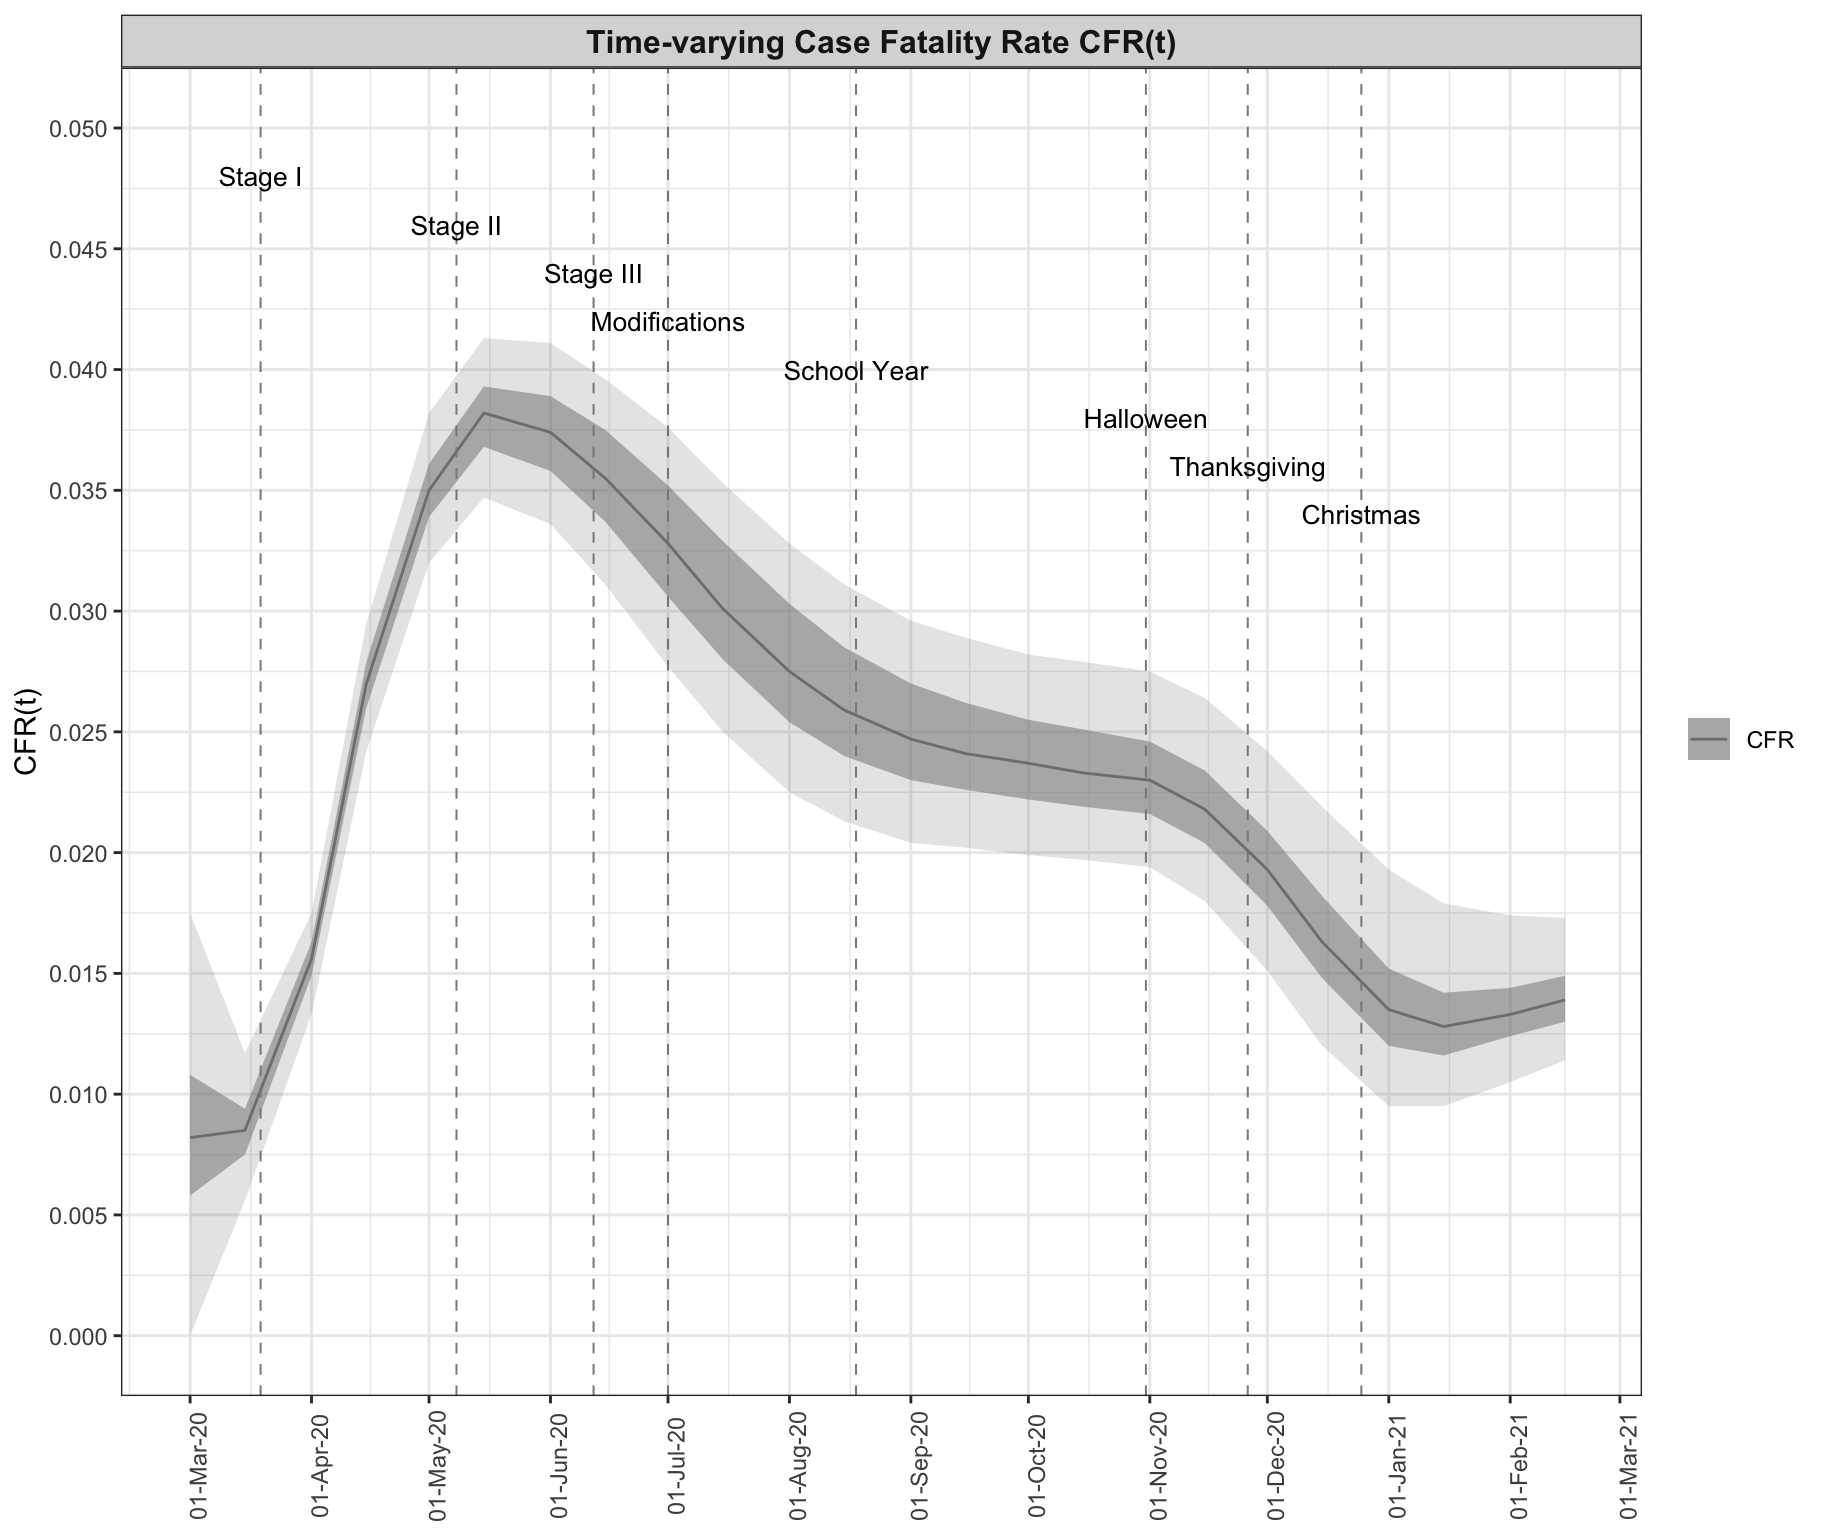 Time-varying Case Fatality Rate CFR(t)
0.050
Stage I
Stage II
0.045
Stage III
Modifications
0.040
School Year
Halloween
Thanksgiving
0.035
Christmas
0.030
0.025
CFR(t)
CFR
0.020
0.015
0.010
0.005
0.000
01-Mar-20
01-Apr-20
01-May-20
01-Jun-20
01-Jul-20
01-Aug-20
01-Sep-20
01-Oct-20
01-Nov-20
01-Dec-20
01-Jan-21
01-Feb-21
01-Mar-21